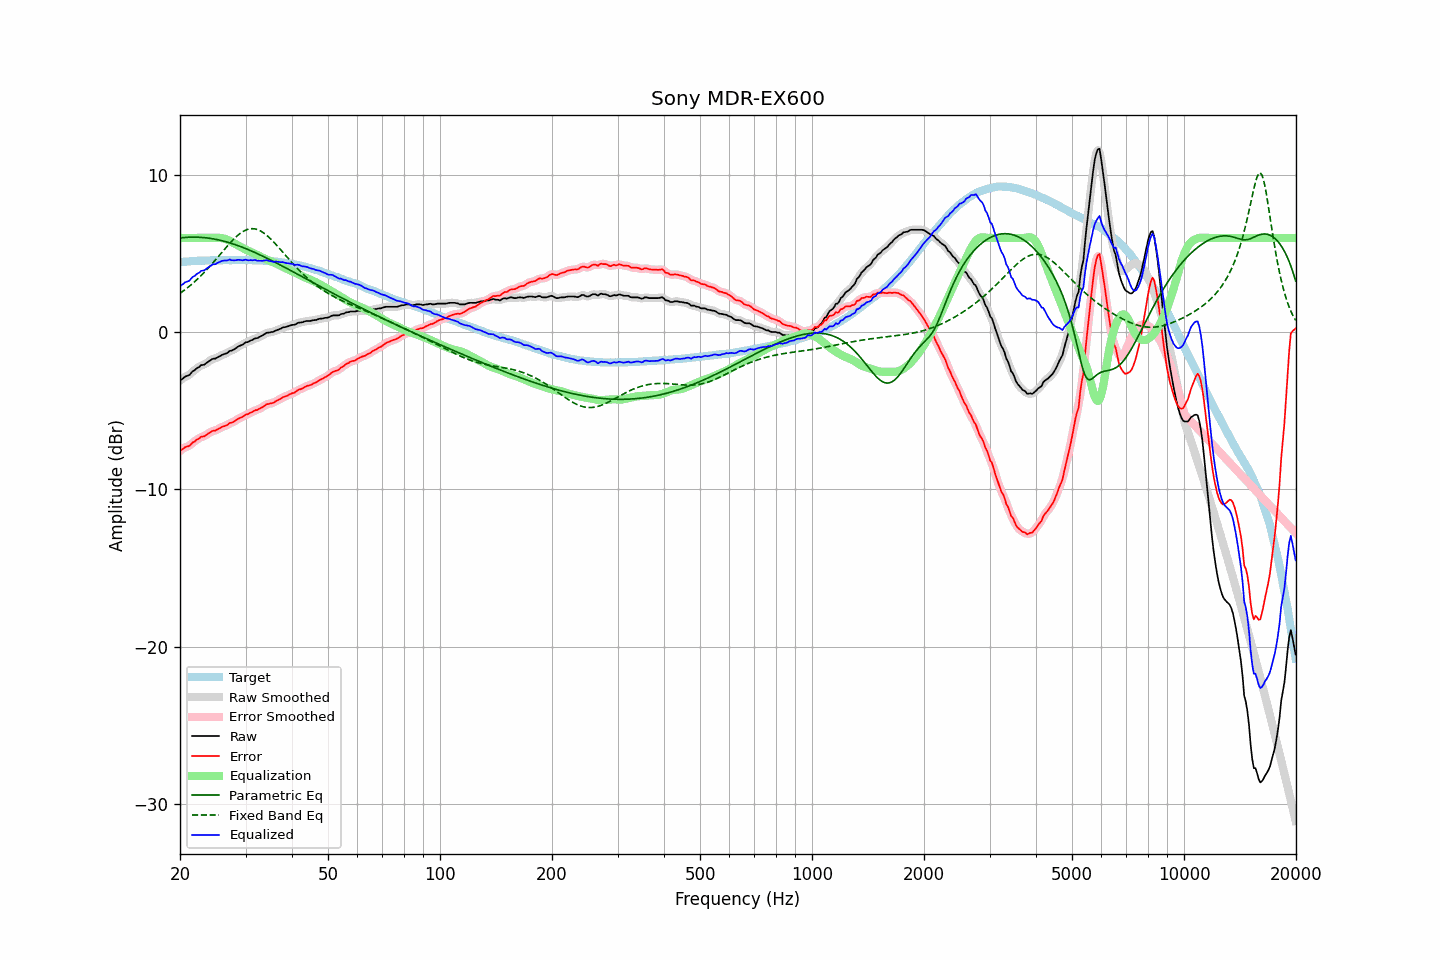 Sony MDR-EX600
10
0
−10
−20
−30
Amplitude (dBr)
Target
Raw Smoothed
Error Smoothed
Raw
Error
Equalization
Parametric Eq
Fixed Band Eq
Equalized
20 50 100 200 500 1000 2000 5000 10000 20000
Frequency (Hz)